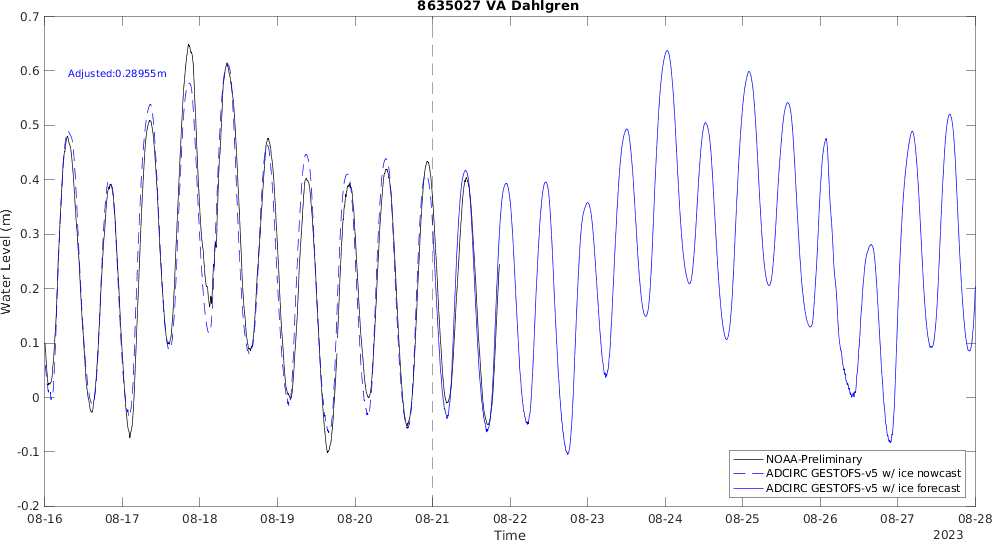 8635027 VA Dahlgren
0.7
0.6
0.5
0.4
0.3
0.2
0.1
0
-0.1
-0.2
Water Level (m)
Adjusted:0.28955m
NOAA-Preliminary
ADCIRC GESTOFS-v5 w/ ice nowcast
ADCIRC GESTOFS-v5 w/ ice forecast
08-16 08-17 08-18 08-19 08-20 08-21 08-22 08-23 08-24 08-25 08-26 08-27 08-28
Time
2023